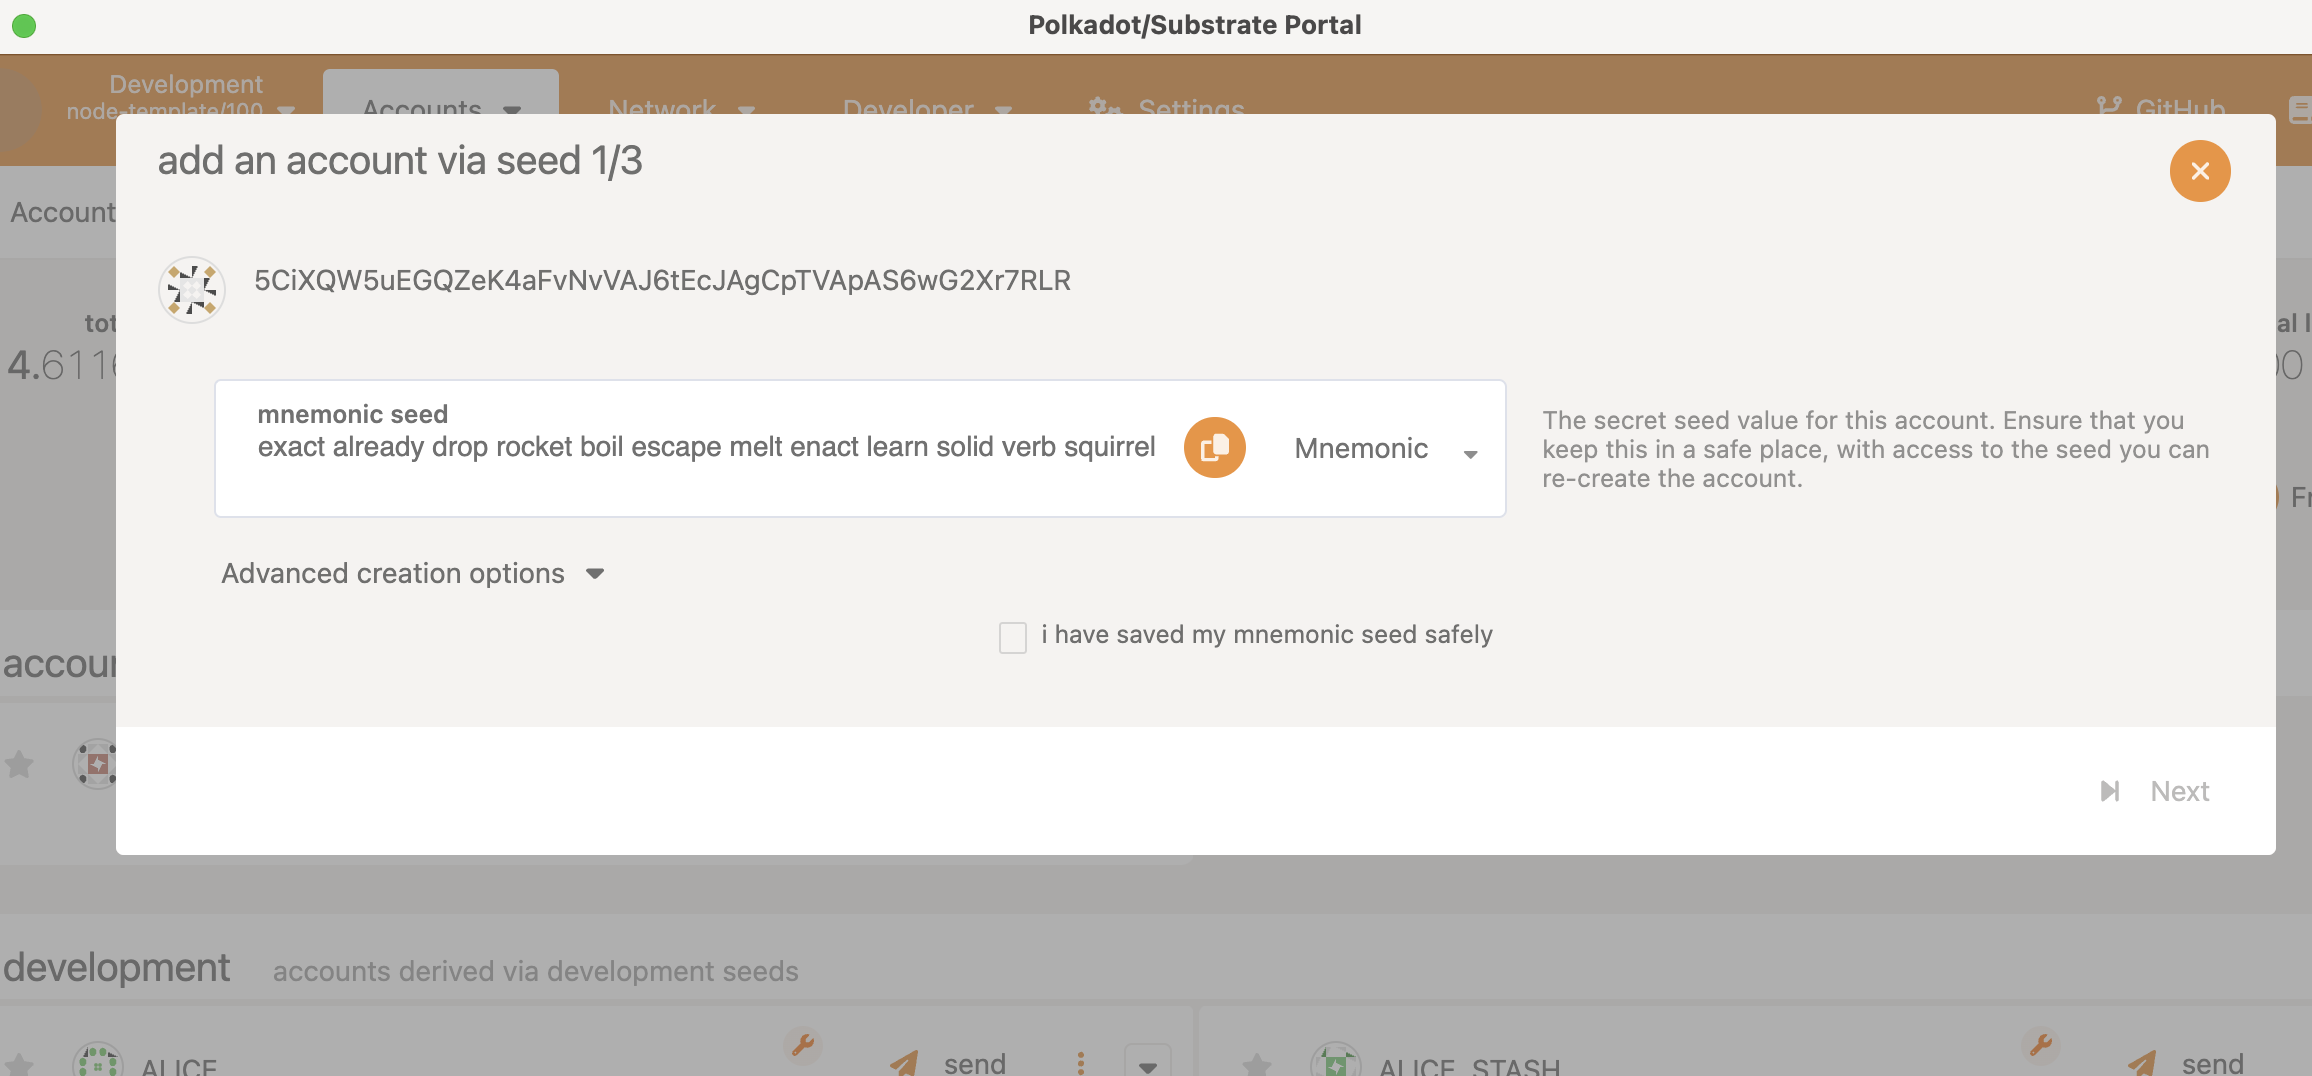 Polkadot/Substrate Portal
Development
node-template/100
Accounts
Network
Developer
Settings
GitHub
add an account via seed 1/3
Account
5CiXQW5uEGQZeK4aFvNvVAJ6tEcJAgCpTVApAS6wG2Xr7RLR
tot
4.6116
al l
00
mnemonic seed
exact already drop rocket boil escape melt enact learn solid verb squirrel
Mnemonic
The secret seed value for this account. Ensure that you
keep this in a safe place, with access to the seed you can
re-create the account.
Fr
Advanced creation options
i have saved my mnemonic seed safely
accoun
Next
development
accounts derived via development seeds
ALICE
send
ALICE_STASH
send